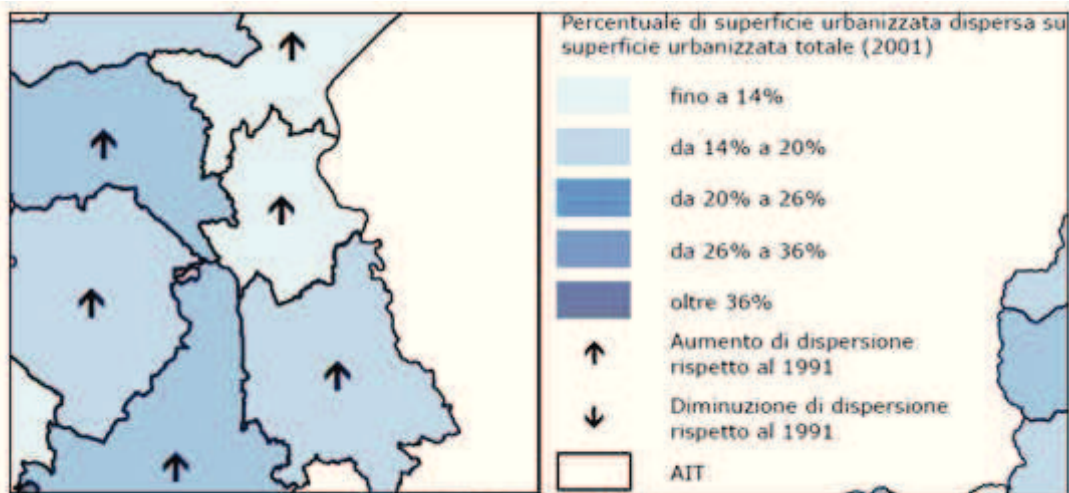 Percentuale di superficie urbanizzata dispersa su
superficie urbanizzata totale (2001)
fino a 14%
da 14% a 20%
da 20% a 26%
da 26% a 36%
oltre 36%
Aumento di dispersione
rispetto al 1991
Diminuzione di dispersione
rispetto al 1991
AIT